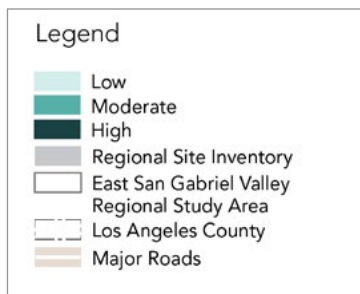 Legend
Low
Moderate
High
Regional Site Inventory
East San Gabriel Valley
Regional Study Area
Los Angeles County
Major Roads